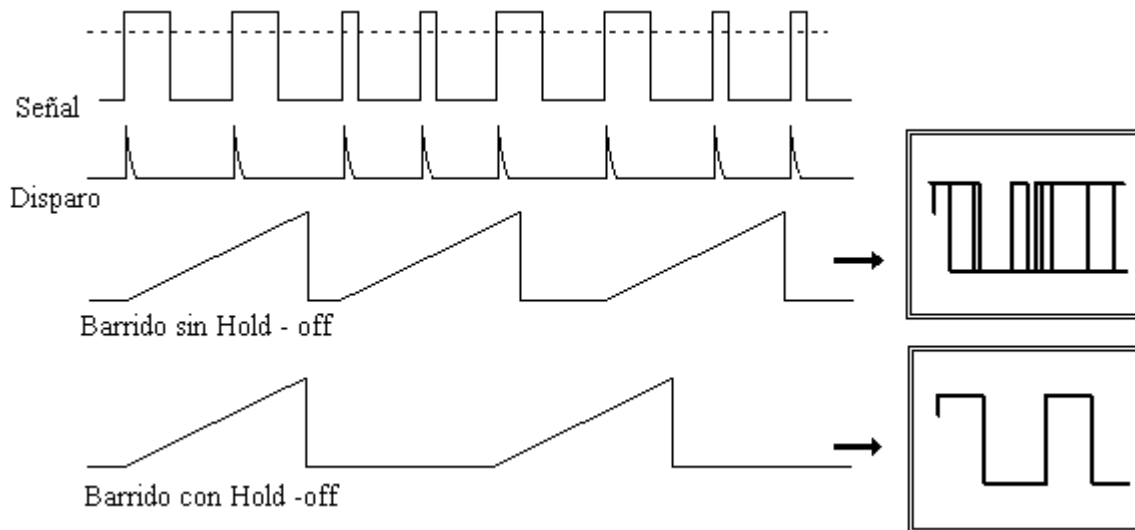 Señal
Disparo
Barrido sin Hold - off
Barrido con Hold -off